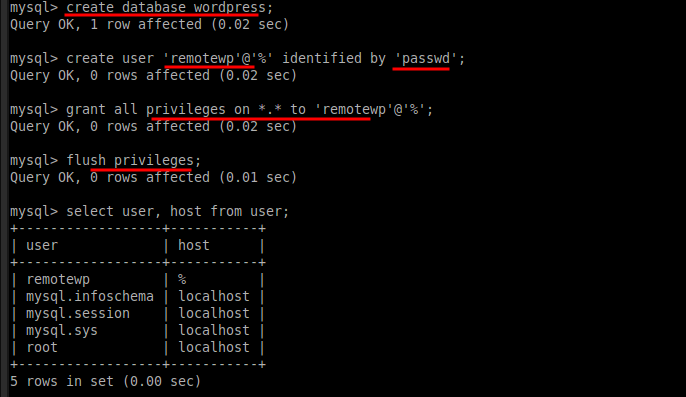 mysql> create database wordpress;
Query OK, 1 row affected (0.02 sec)
mysql> create user 'remotewp'@'%' identified by 'passwd';
Query OK, 0 rows affected (0.02 sec)
mysql> grant all privileges on *.* to 'remotewp'@'%';
Query OK, 0 rows affected (0.02 sec)
mysql> flush privileges;
Query OK, 0 rows affected (0.01 sec)
mysql> select user, host from user;
+------------------+-----------+
| user             | host      |
+------------------+-----------+
| remotewp         | %         |
| mysql.infoschema | localhost |
| mysql.session    | localhost |
| mysql.sys        | localhost |
| root             | localhost |
+------------------+-----------+
5 rows in set (0.00 sec)